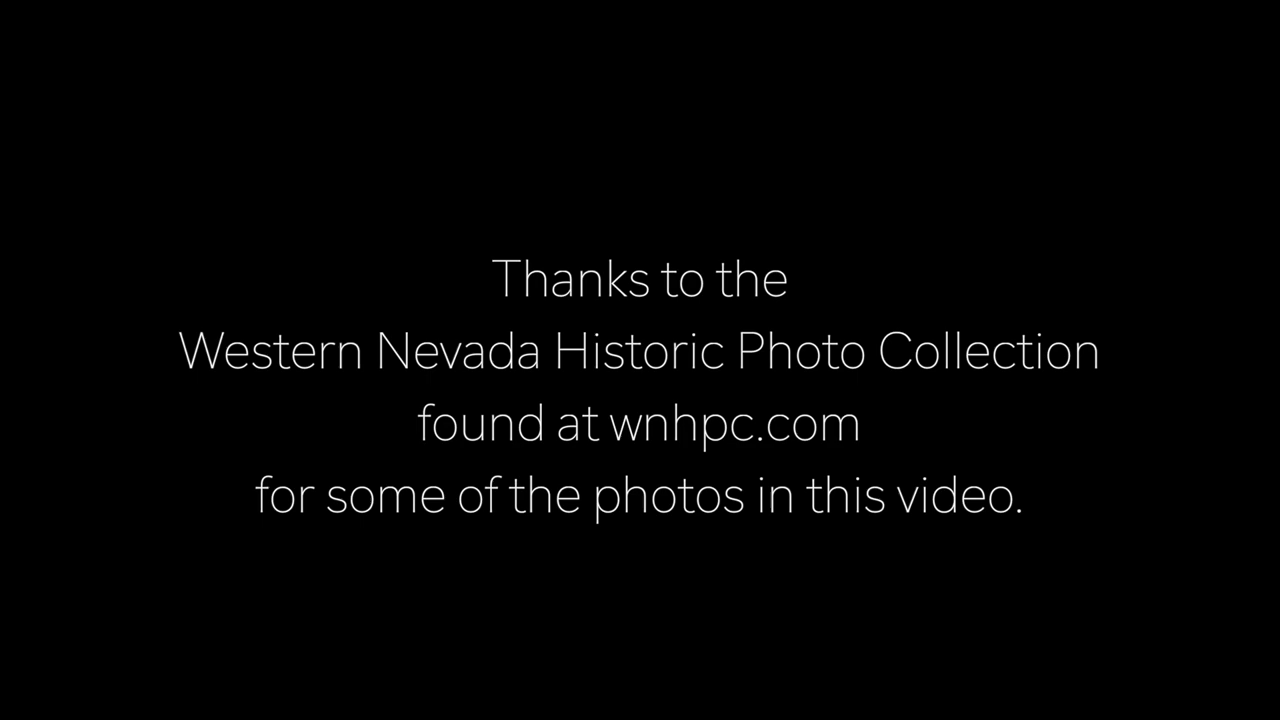 Thanks to the
Western Nevada Historic Photo Collection
found at wnhpc.com
for some of the photos in this video.